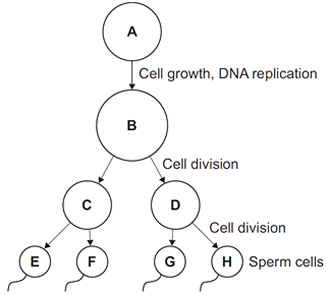 A
Cell growth, DNA replication
B
Cell division
C
D
Cell division
E
F
G
H
Sperm cells